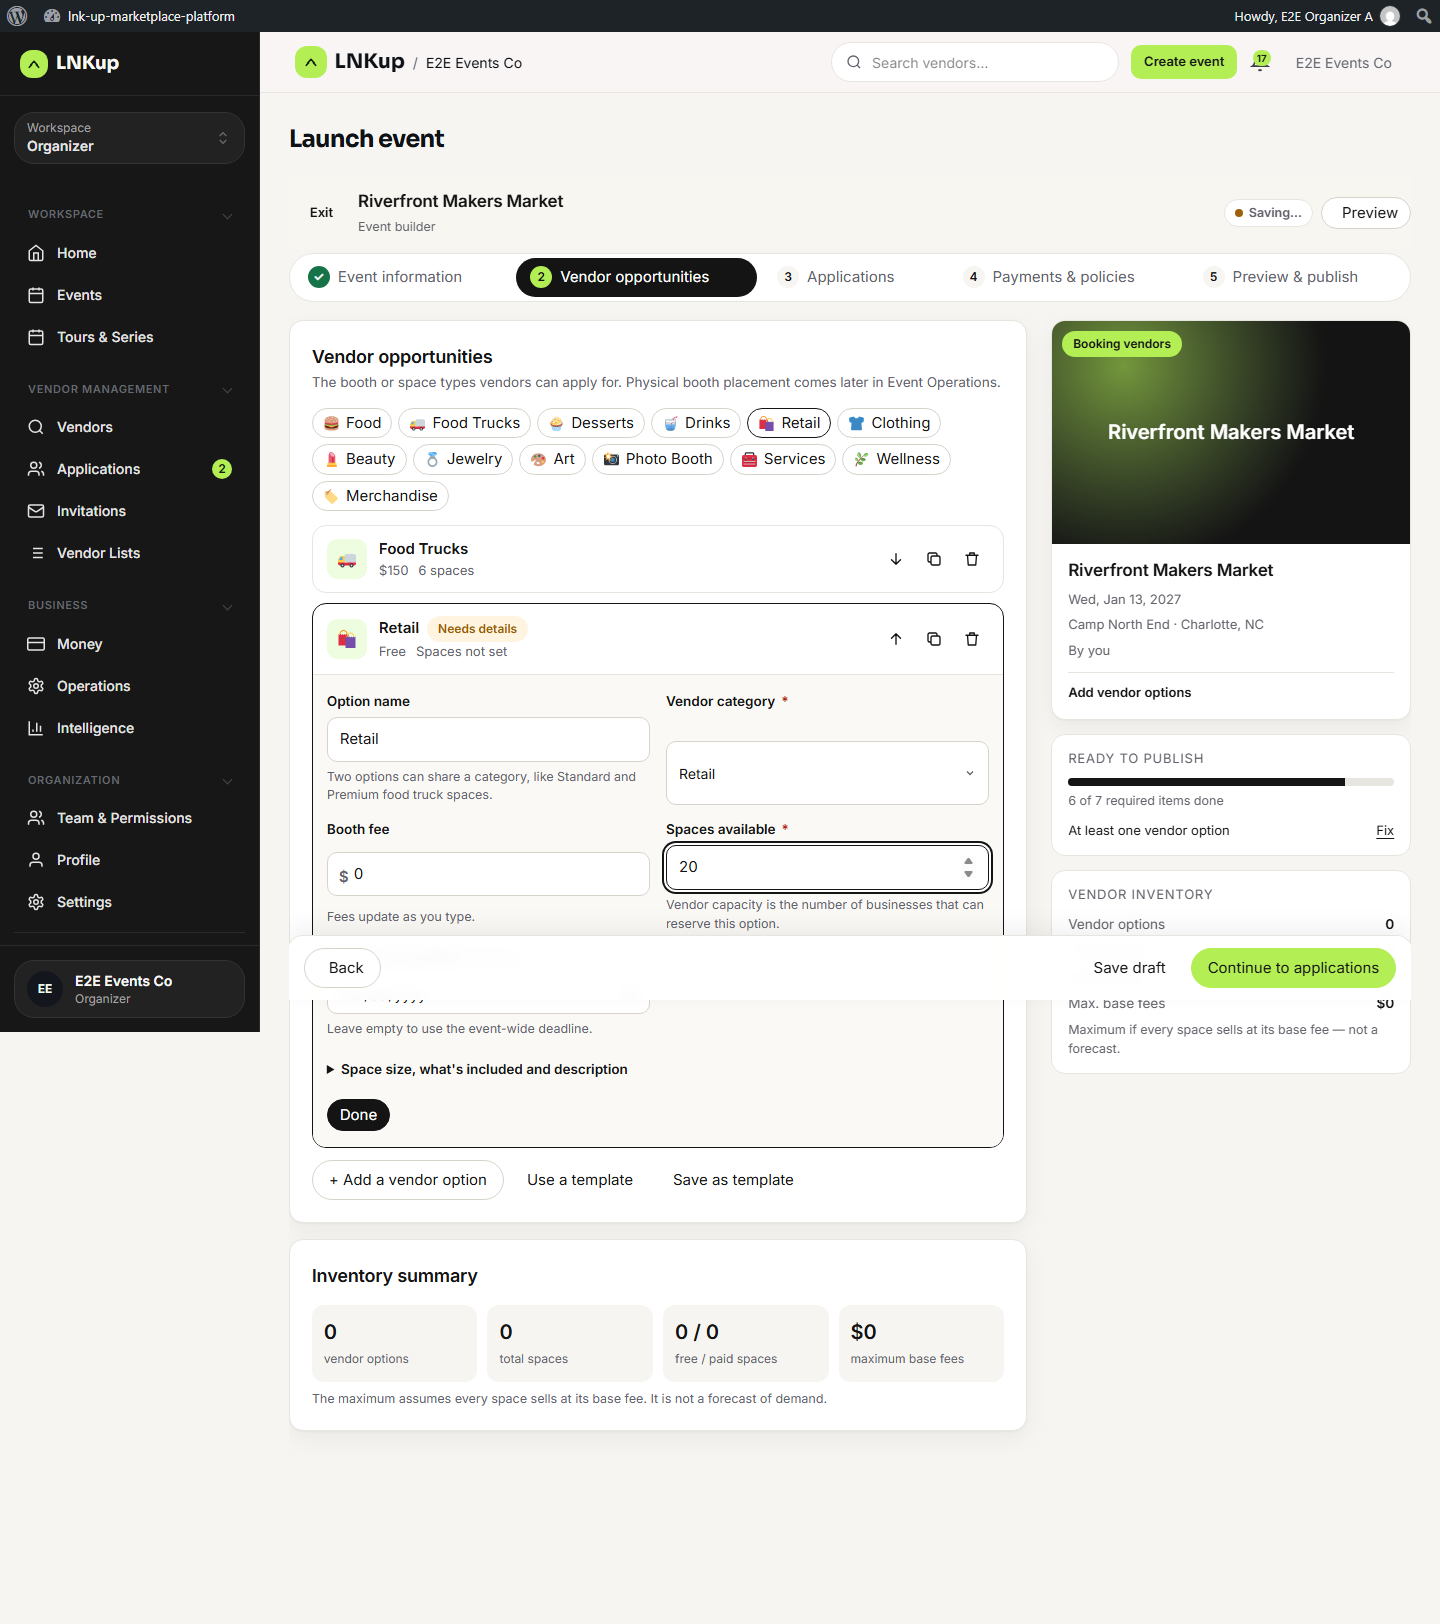 lnk-up-marketplace-platform
Howdy, E2E Organizer A
LNKup
Workspace
Organizer
WORKSPACE
Home
Events
Tours & Series
VENDOR MANAGEMENT
Vendors
Applications 2
Invitations
Vendor Lists
BUSINESS
Money
Operations
Intelligence
ORGANIZATION
Team & Permissions
Profile
Settings
EE
E2E Events Co
Organizer
LNKup / E2E Events Co
Search vendors...
Create event
17
E2E Events Co
Launch event
Exit
Riverfront Makers Market
Event builder
Saving...
Preview
Event information
2 Vendor opportunities
3 Applications
4 Payments & policies
5 Preview & publish
Vendor opportunities
The booth or space types vendors can apply for. Physical booth placement comes later in Event Operations.
Food Food Trucks Desserts Drinks Retail Clothing
Beauty Jewelry Art Photo Booth Services Wellness
Merchandise
Food Trucks
$150 6 spaces
Retail Needs details
Free Spaces not set
Option name
Retail
Two options can share a category, like Standard and
Premium food truck spaces.
Vendor category *
Retail
Booth fee
$ 0
Fees update as you type.
Spaces available *
20
Vendor capacity is the number of businesses that can
reserve this option.
Back
Save draft
Continue to applications
Leave empty to use the event-wide deadline.
Space size, what's included and description
Done
+ Add a vendor option
Use a template
Save as template
Inventory summary
0
vendor options
0
total spaces
0 / 0
free / paid spaces
$0
maximum base fees
The maximum assumes every space sells at its base fee. It is not a forecast of demand.
Booking vendors
Riverfront Makers Market
Riverfront Makers Market
Wed, Jan 13, 2027
Camp North End · Charlotte, NC
By you
Add vendor options
READY TO PUBLISH
6 of 7 required items done
At least one vendor option Fix
VENDOR INVENTORY
Vendor options 0
Max. base fees $0
Maximum if every space sells at its base fee — not a
forecast.